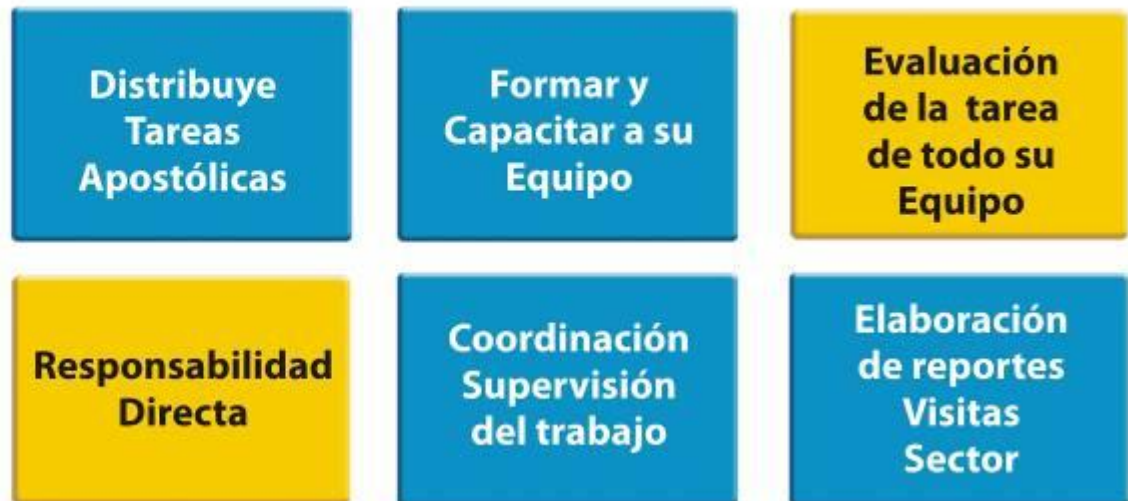 Distribuye
Tareas
Apostólicas
Formar y
Capacitar a su
Equipo
Evaluación
de la tarea
de todo su
Equipo
Responsabilidad
Directa
Coordinación
Supervisión
del trabajo
Elaboración
de reportes
Visitas
Sector